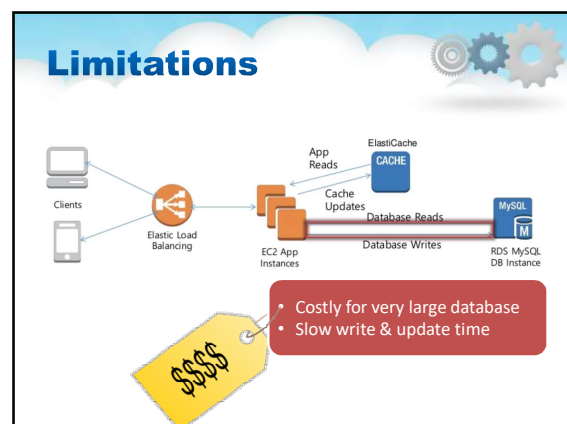 Limitations
ElastiCache
App
Reads
CACHE
Cache
Updates
Clients
Elastic Load
Balancing
EC2 App
Instances
Database Reads
Database Writes
MySQL
M
RDS MySQL
DB Instance
• Costly for very large database
• Slow write & update time
$$$$